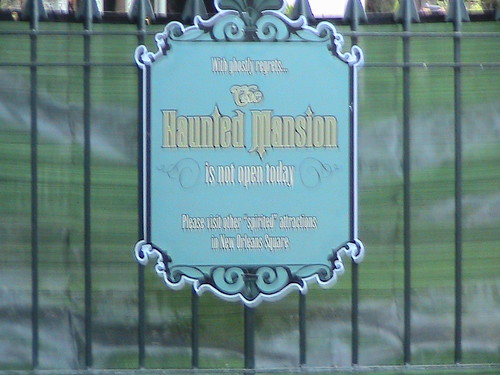 With ghostly regrets...
The
Haunted Mansion
is not open today
Please visit other "spirited" attractions
in New Orleans Square